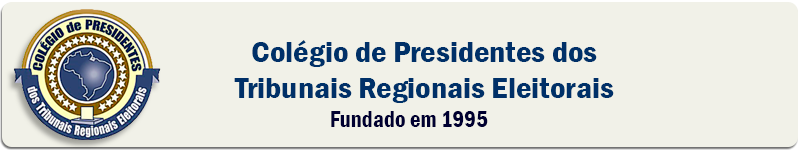 COLÉGIO de PRESIDENTES
dos Tribunais Regionais Eleitorais
Colégio de Presidentes dos
Tribunais Regionais Eleitorais
Fundado em 1995